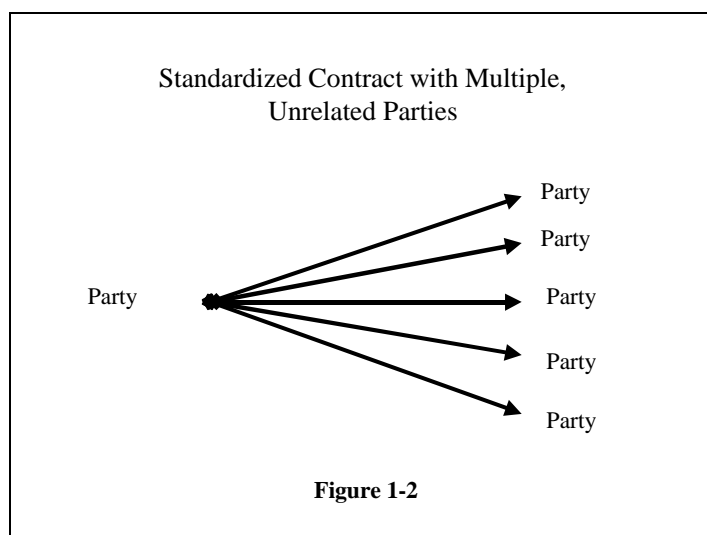 Standardized Contract with Multiple,
Unrelated Parties
Party
Party
Party
Party
Party
Party
Figure 1-2